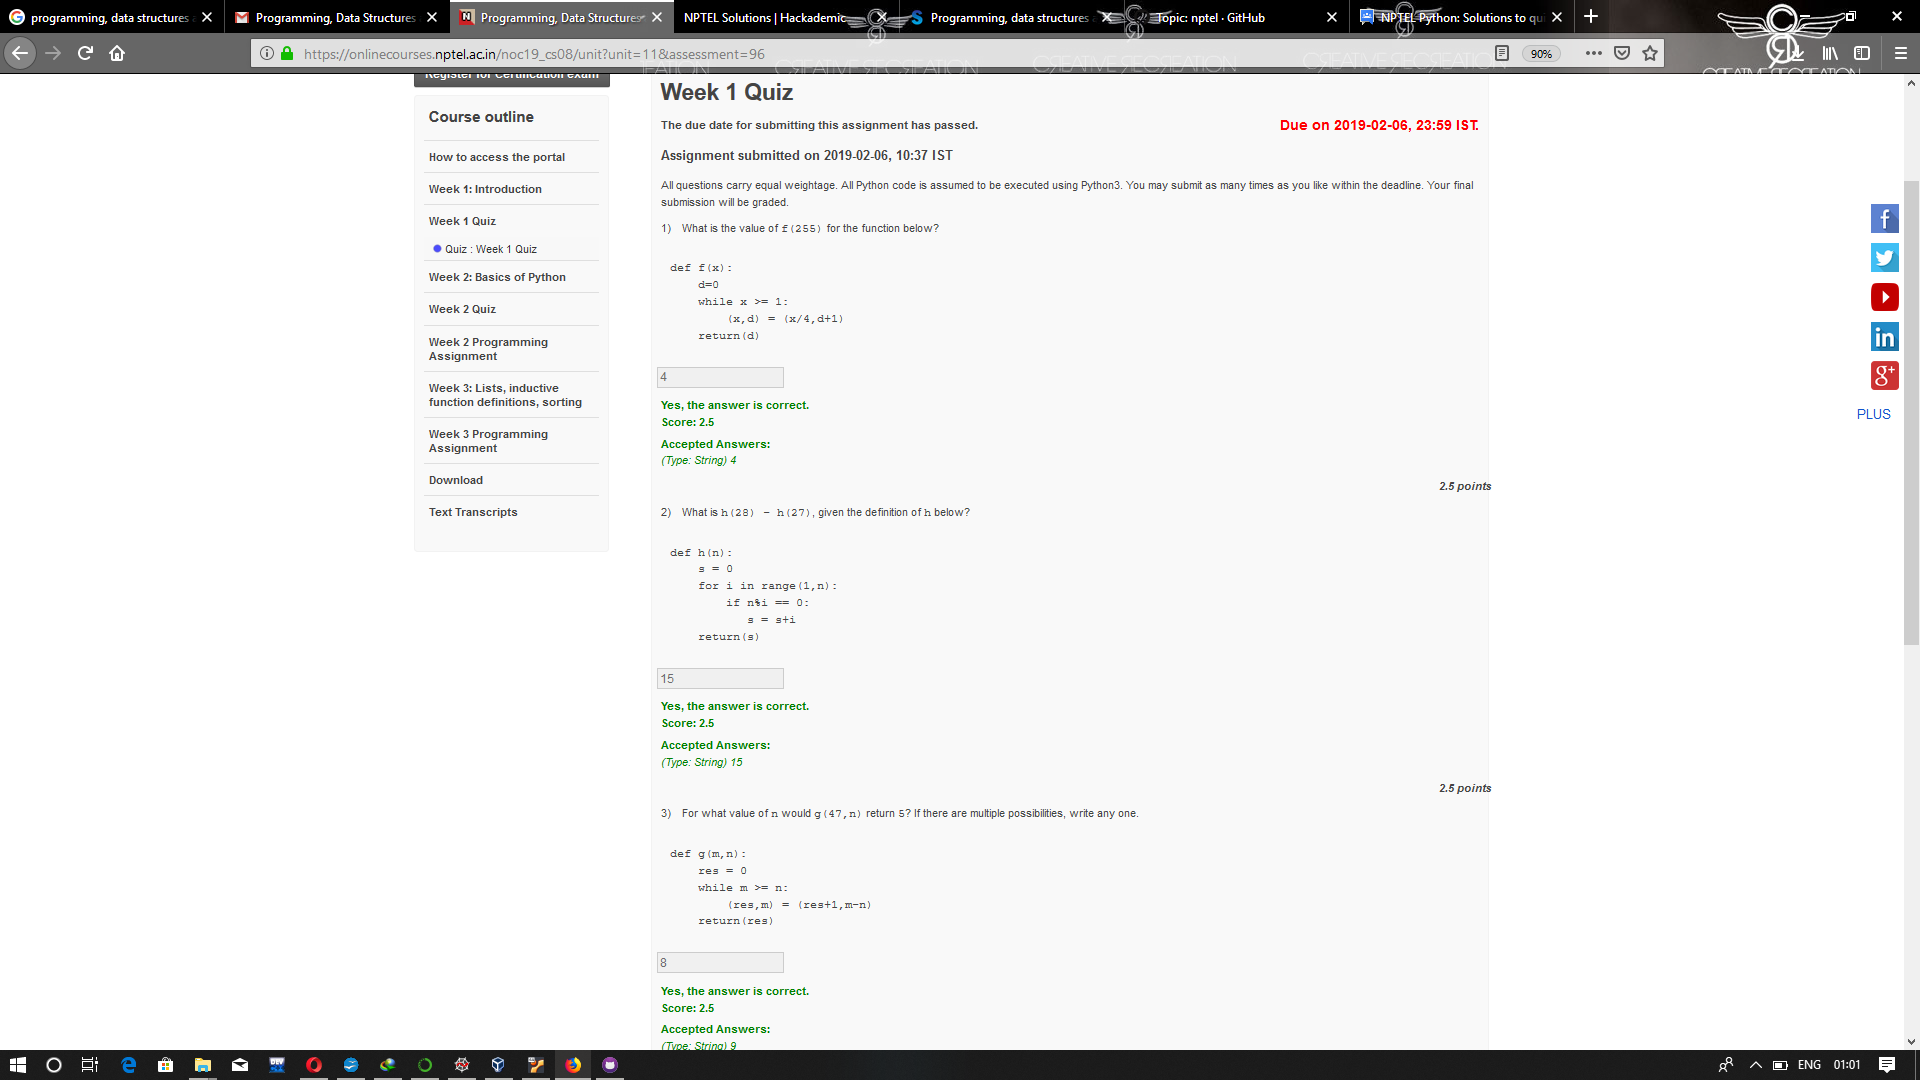 programming, data structures
Programming, Data Structures
Programming, Data Structures
NPTEL Solutions | Hackademic
Programming, data structures
Topic: nptel · GitHub
NPTEL Python: Solutions to qu
https://onlinecourses.nptel.ac.in/noc19_cs08/unit?unit=11&assessment=96
90%
CREATIVE RECREATION
CREATIVE RECREATION
CREATIVE RECREATION
CREATIVE RECREATION
Register for Certification exam
Course outline
How to access the portal
Week 1: Introduction
Week 1 Quiz
Quiz : Week 1 Quiz
Week 2: Basics of Python
Week 2 Quiz
Week 2 Programming
Assignment
Week 3: Lists, inductive
function definitions, sorting
Week 3 Programming
Assignment
Download
Text Transcripts
Week 1 Quiz
The due date for submitting this assignment has passed.
Due on 2019-02-06, 23:59 IST.
Assignment submitted on 2019-02-06, 10:37 IST
All questions carry equal weightage. All Python code is assumed to be executed using Python3. You may submit as many times as you like within the deadline. Your final
submission will be graded.
1) What is the value of f(255) for the function below?
def f(x):
d=0
while x >= 1:
(x,d) = (x/4,d+1)
return(d)
4
Yes, the answer is correct.
Score: 2.5
Accepted Answers:
(Type: String) 4
2.5 points
2) What is h(28) - h(27), given the definition of h below?
def h(n):
s = 0
for i in range(1,n):
if n%i == 0:
s = s+i
return(s)
15
Yes, the answer is correct.
Score: 2.5
Accepted Answers:
(Type: String) 15
2.5 points
3) For what value of n would g(47,n) return 5? If there are multiple possibilities, write any one.
def g(m,n):
res = 0
while m >= n:
(res,m) = (res+1,m-n)
return(res)
8
Yes, the answer is correct.
Score: 2.5
Accepted Answers:
(Type: String) 9
PLUS
ENG
01:01